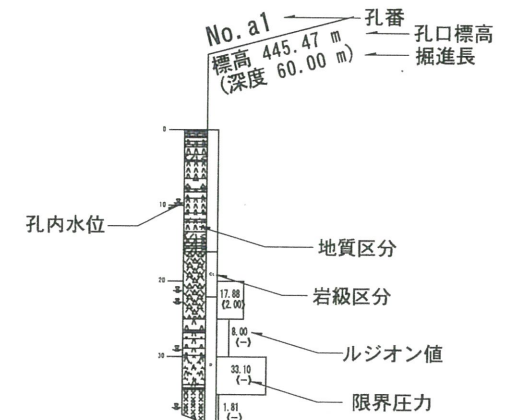 No.a1
孔番
標高 445.47 m
孔口標高
(深度 60.00 m)
掘進長
0
10
孔内水位
地質区分
20
岩級区分
17.88
(2.00)
8.00
(-)
ルジオン値
30
33.10
(-)
限界圧力
1.81
(-)